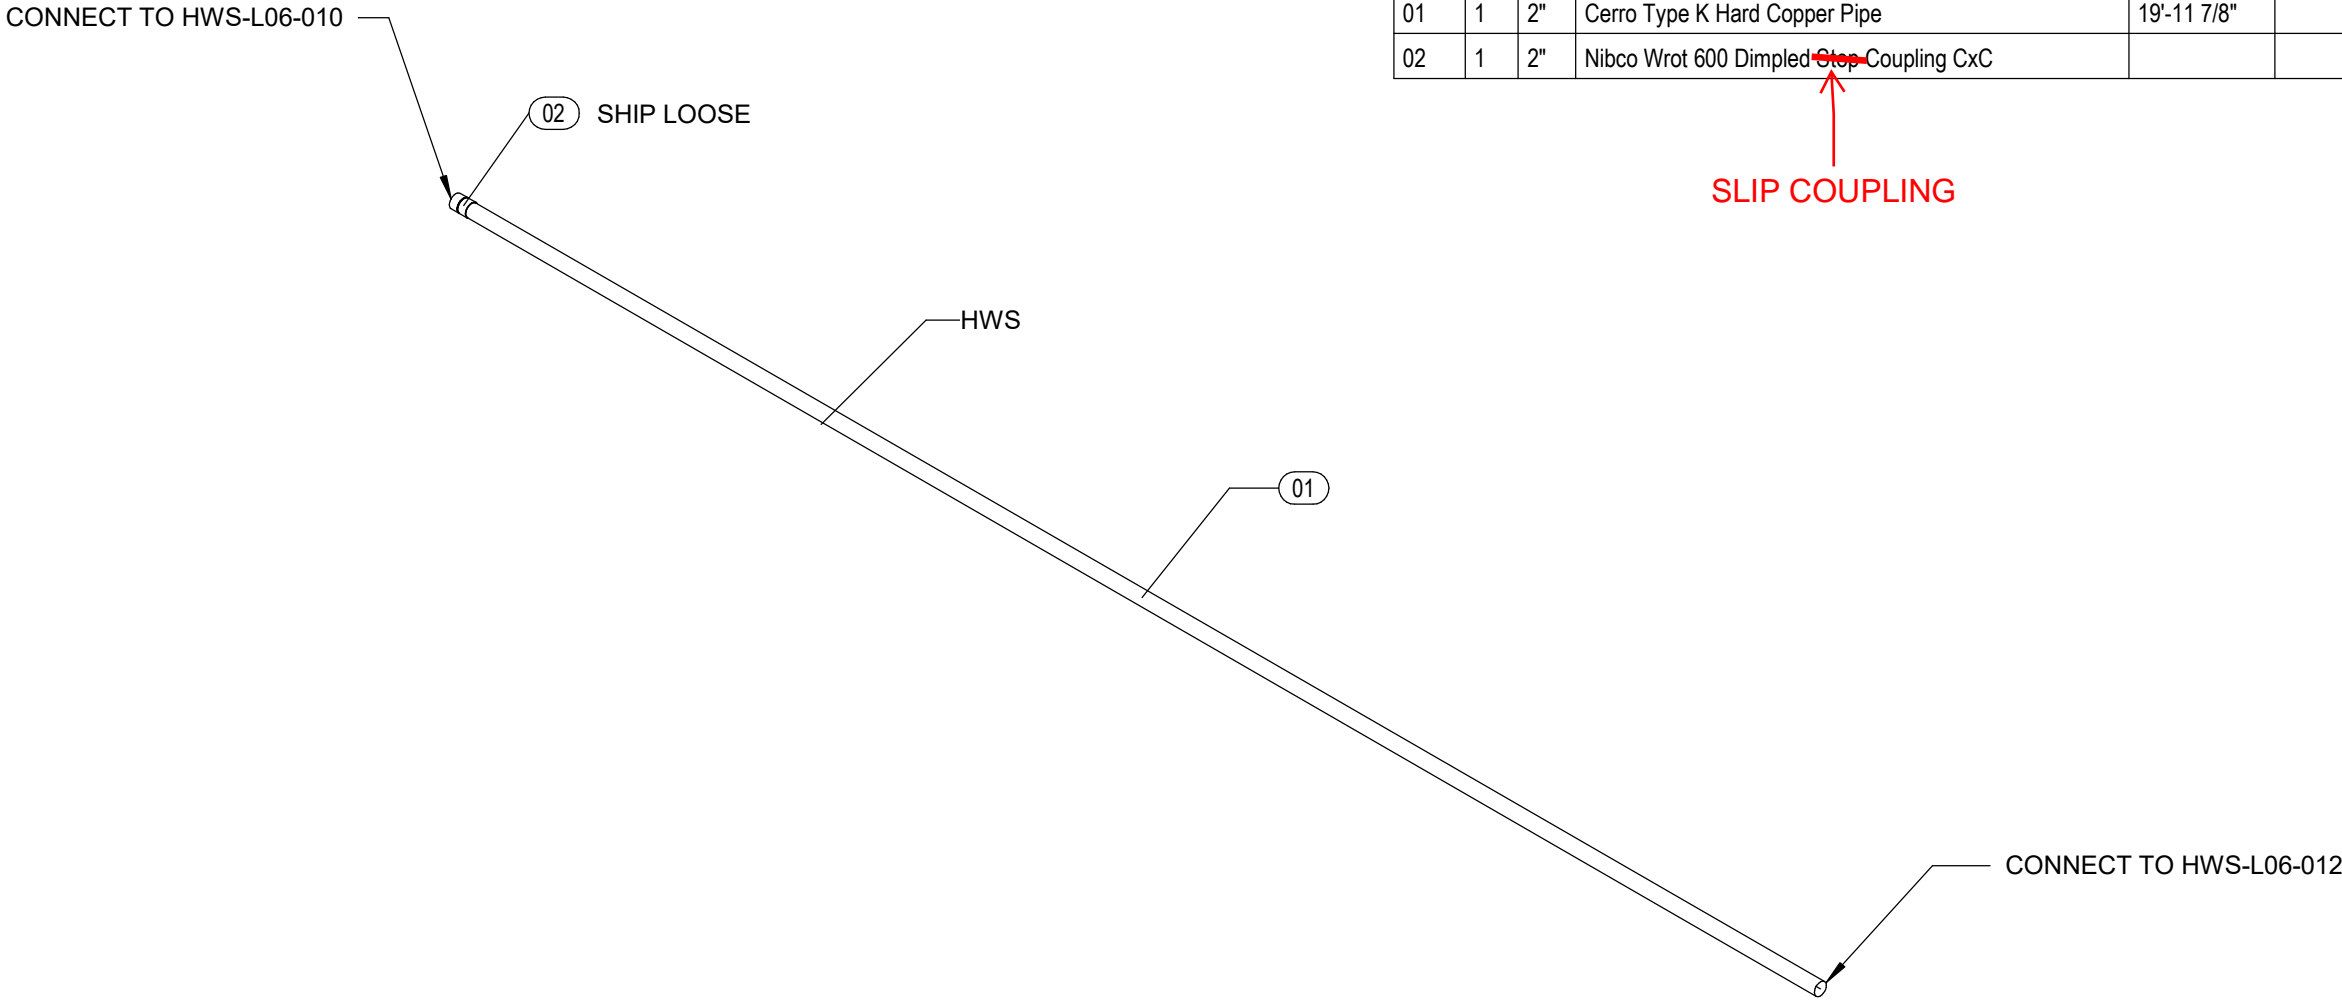 CONNECT TO HWS-L06-010
01 1 2" Cerro Type K Hard Copper Pipe 19'-11 7/8"
02 1 2" Nibco Wrot 600 Dimpled Stop Coupling CxC
02 SHIP LOOSE
SLIP COUPLING
HWS
01
CONNECT TO HWS-L06-012